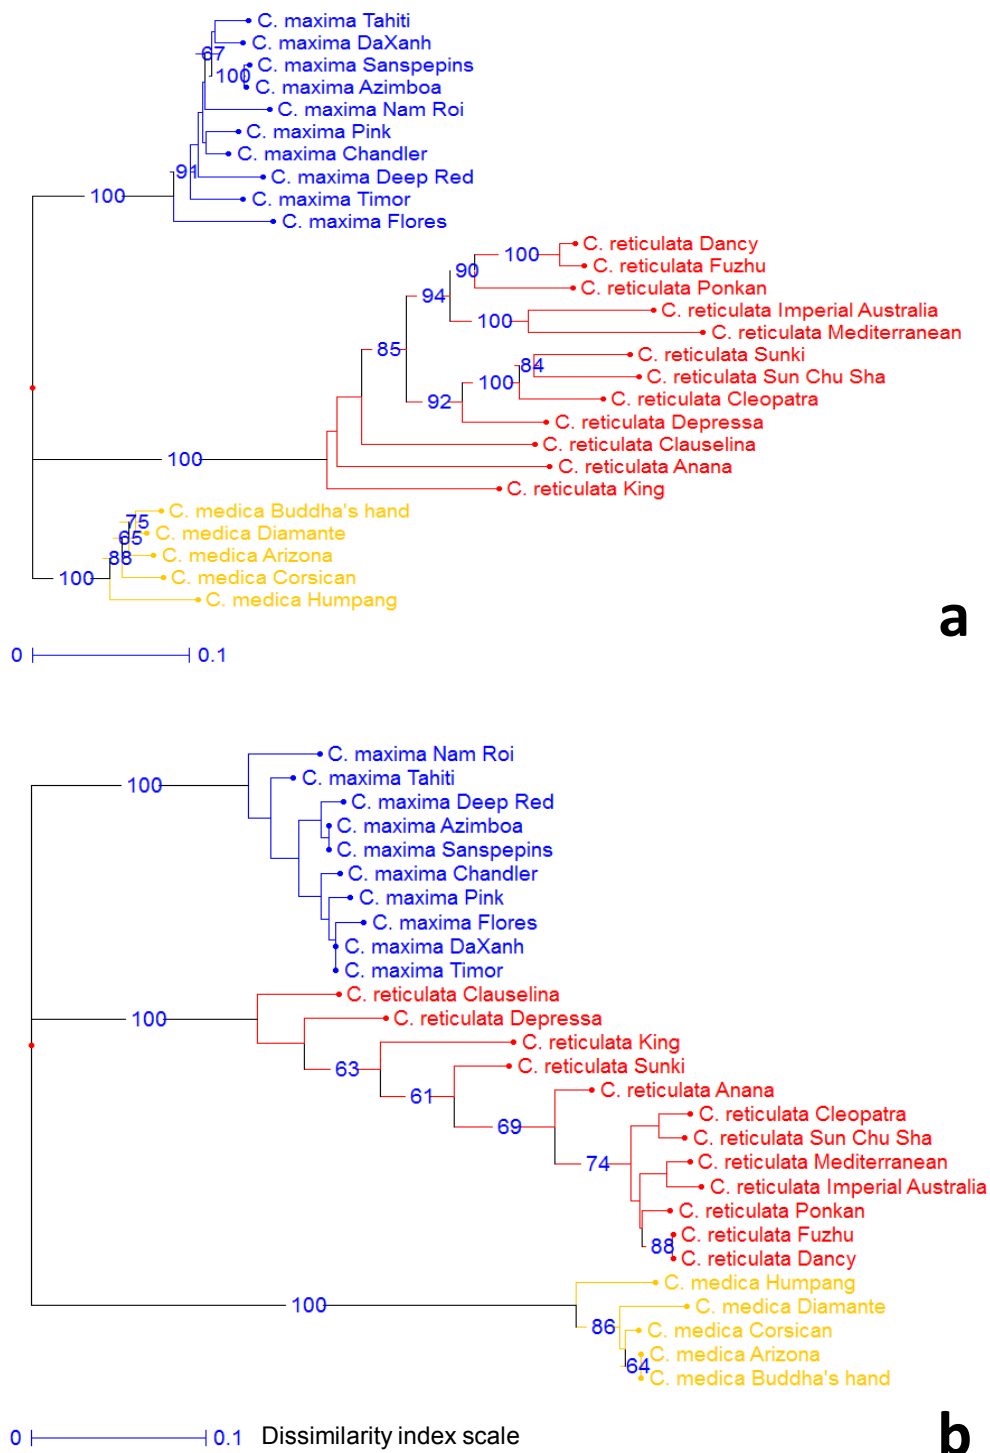 C. maxima Tahiti
C. maxima DaXanh
67
C. maxima Sanspepins
100
C. maxima Azimboa
C. maxima Nam Roi
C. maxima Pink
C. maxima Chandler
91
C. maxima Deep Red
100
C. maxima Timor
C. maxima Flores
C. reticulata Dancy
100
90
C. reticulata Fuzhu
C. reticulata Ponkan
94
C. reticulata Imperial Australia
100
C. reticulata Mediterranean
85
C. reticulata Sunki
84
C. reticulata Sun Chu Sha
100
C. reticulata Cleopatra
92
C. reticulata Depressa
C. reticulata Clauselina
100
C. reticulata Anana
C. reticulata King
C. medica Buddha's hand
75
C. medica Diamante
65
C. medica Arizona
88
C. medica Corsican
100
C. medica Humpang
a
0 0.1
C. maxima Nam Roi
C. maxima Tahiti
100
C. maxima Deep Red
C. maxima Azimboa
C. maxima Sanspepins
C. maxima Chandler
C. maxima Pink
C. maxima Flores
C. maxima DaXanh
C. maxima Timor
C. reticulata Clauselina
100
C. reticulata Depressa
C. reticulata King
63
C. reticulata Sunki
61
C. reticulata Anana
C. reticulata Cleopatra
69
C. reticulata Sun Chu Sha
74
C. reticulata Mediterranean
C. reticulata Imperial Australia
C. reticulata Ponkan
C. reticulata Fuzhu
88
C. reticulata Dancy
C. medica Humpang
100
C. medica Diamante
86
C. medica Corsican
C. medica Arizona
64
C. medica Buddha's hand
0 0.1 Dissimilarity index scale
b